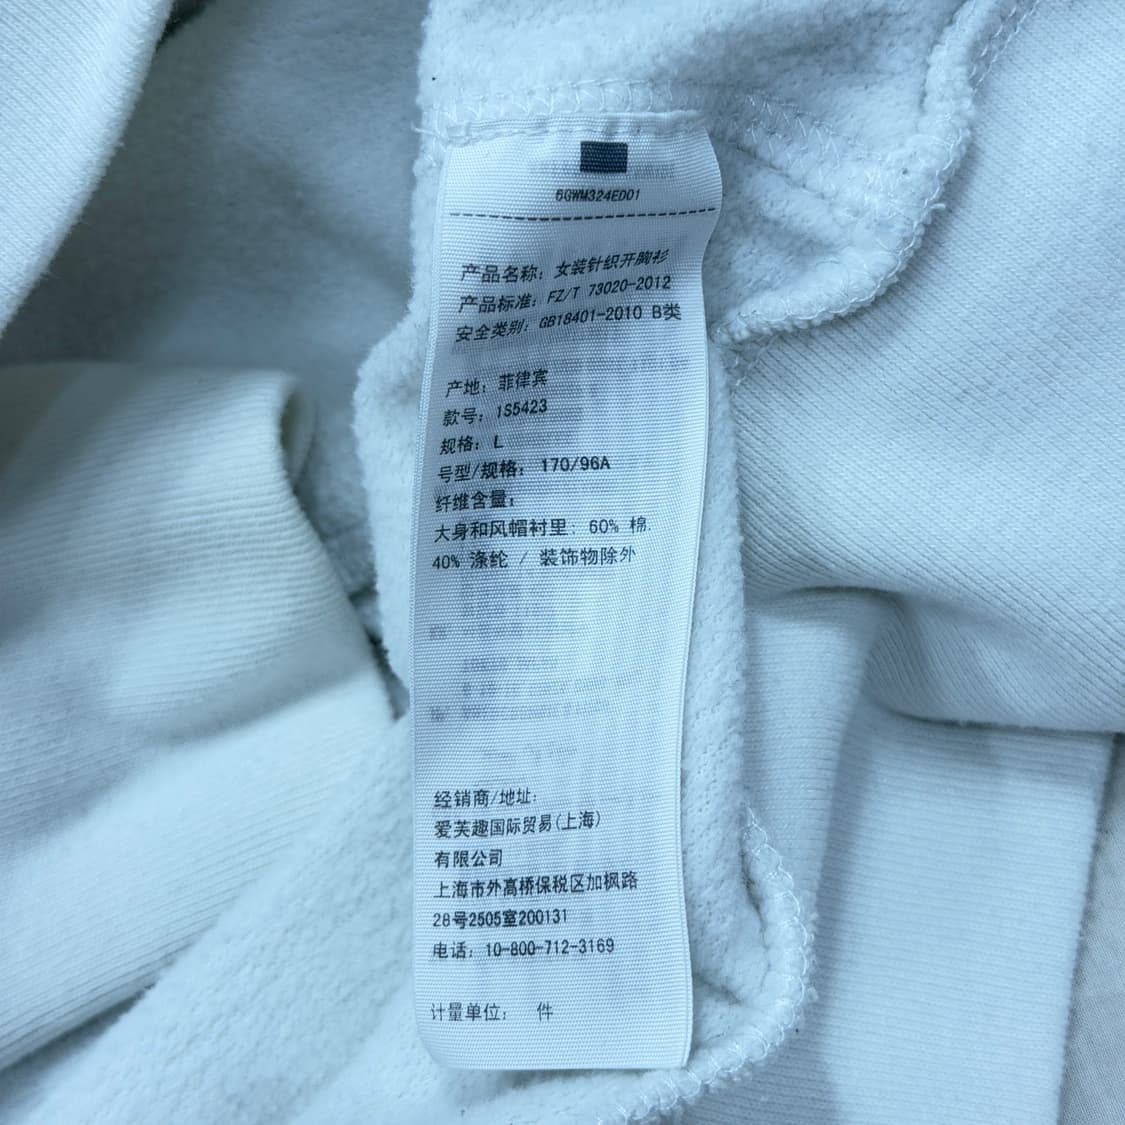 6GWM324ED01
产品名称: 女装针织开胸衫
产品标准: FZ/T 73020-2012
安全类别: GB18401-2010 B类
产地: 菲律宾
款号: 1S5423
规格: L
号型/规格: 170/96A
纤维含量:
大身和风帽衬里: 60% 棉,
40% 涤纶 / 装饰物除外
经销商/地址:
爱芙趣国际贸易(上海)
有限公司
上海市外高桥保税区加枫路
28号2505室200131
电话: 10-800-712-3169
计量单位: 件